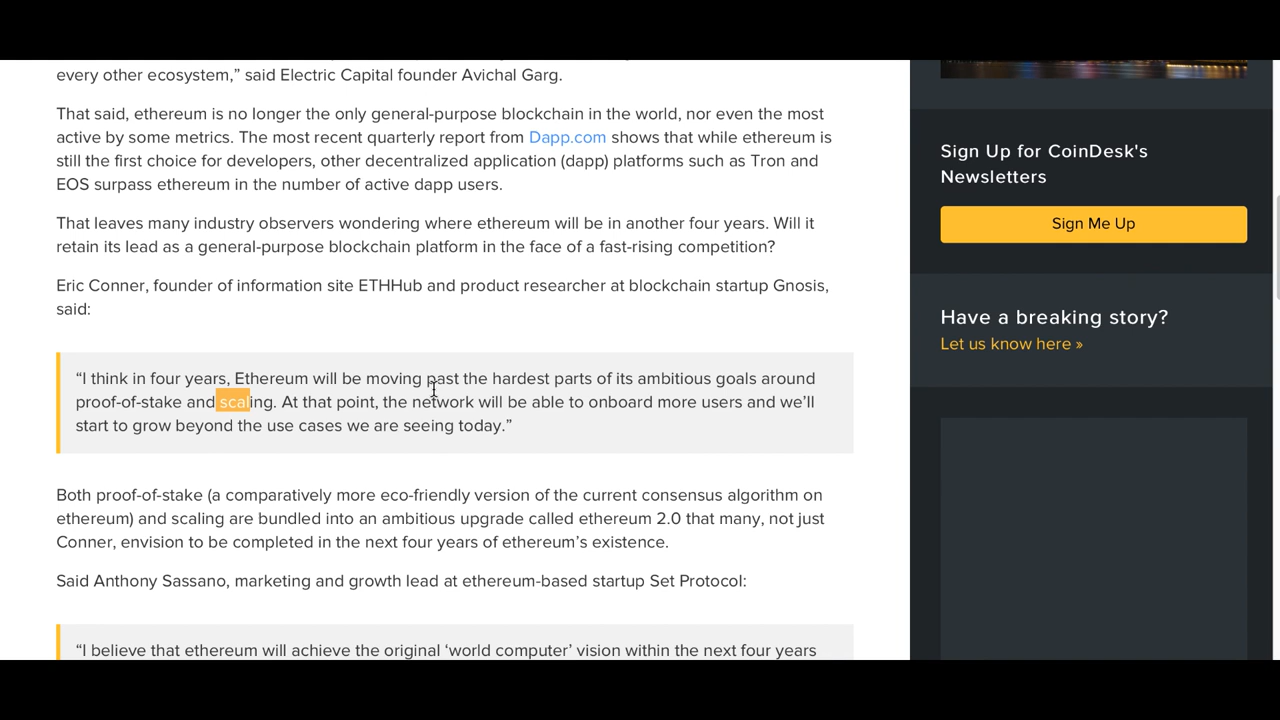 every other ecosystem,” said Electric Capital founder Avichal Garg.
That said, ethereum is no longer the only general-purpose blockchain in the world, nor even the most
active by some metrics. The most recent quarterly report from Dapp.com shows that while ethereum is
still the first choice for developers, other decentralized application (dapp) platforms such as Tron and
EOS surpass ethereum in the number of active dapp users.
That leaves many industry observers wondering where ethereum will be in another four years. Will it
retain its lead as a general-purpose blockchain platform in the face of a fast-rising competition?
Eric Conner, founder of information site ETHHub and product researcher at blockchain startup Gnosis,
said:
“I think in four years, Ethereum will be moving past the hardest parts of its ambitious goals around
proof-of-stake and scaling. At that point, the network will be able to onboard more users and we’ll
start to grow beyond the use cases we are seeing today.”
Both proof-of-stake (a comparatively more eco-friendly version of the current consensus algorithm on
ethereum) and scaling are bundled into an ambitious upgrade called ethereum 2.0 that many, not just
Conner, envision to be completed in the next four years of ethereum’s existence.
Said Anthony Sassano, marketing and growth lead at ethereum-based startup Set Protocol:
“I believe that ethereum will achieve the original ‘world computer’ vision within the next four years
Sign Up for CoinDesk's
Newsletters
Sign Me Up
Have a breaking story?
Let us know here »